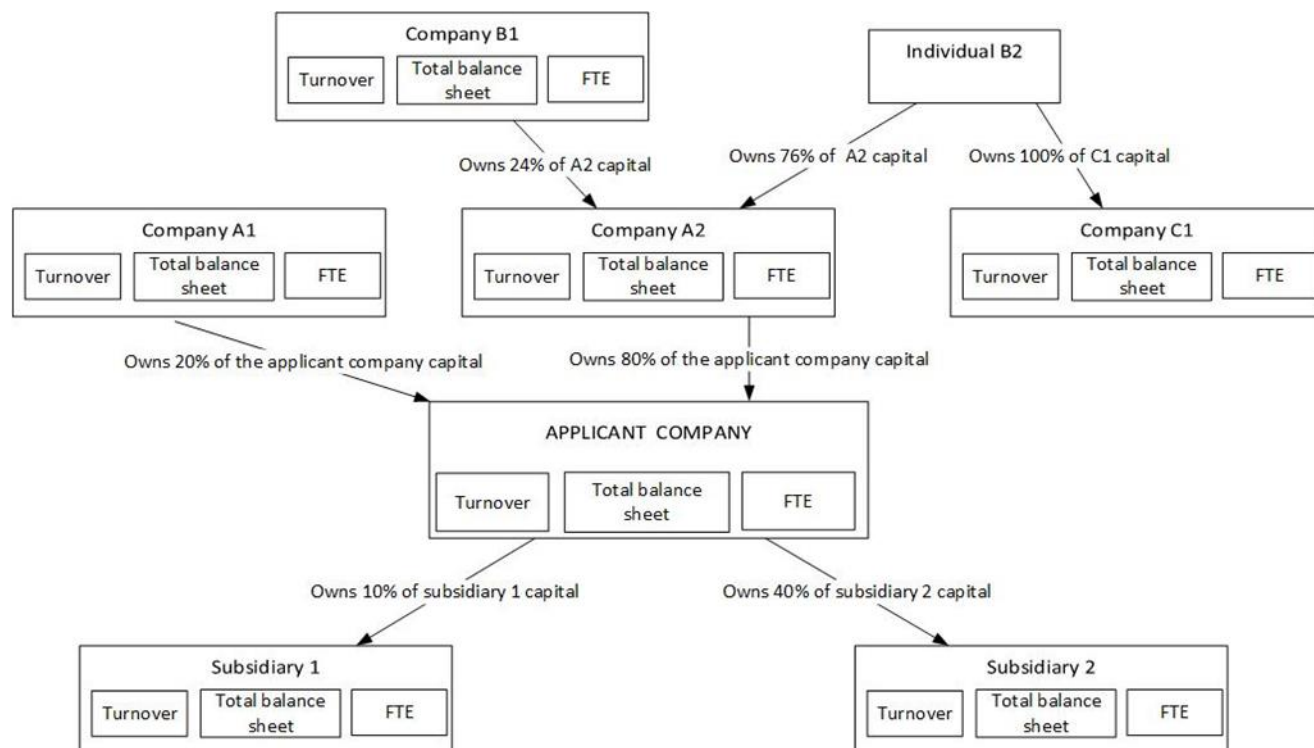 Company B1
Turnover
Total balance
sheet
FTE
Individual B2
Owns 24% of A2 capital
Owns 76% of A2 capital
Owns 100% of C1 capital
Company A1
Turnover
Total balance
sheet
FTE
Company A2
Turnover
Total balance
sheet
FTE
Company C1
Turnover
Total balance
sheet
FTE
Owns 20% of the applicant company capital
Owns 80% of the applicant company capital
APPLICANT COMPANY
Turnover
Total balance
sheet
FTE
Owns 10% of subsidiary 1 capital
Owns 40% of subsidiary 2 capital
Subsidiary 1
Turnover
Total balance
sheet
FTE
Subsidiary 2
Turnover
Total balance
sheet
FTE